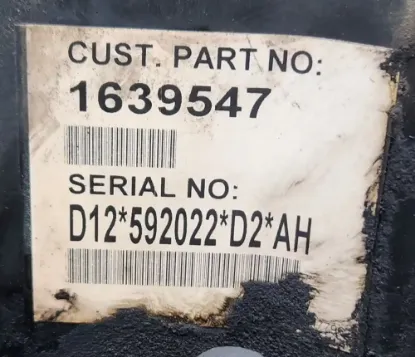 CUST. PART NO:
1639547
SERIAL NO:
D12*592022*D2*AH